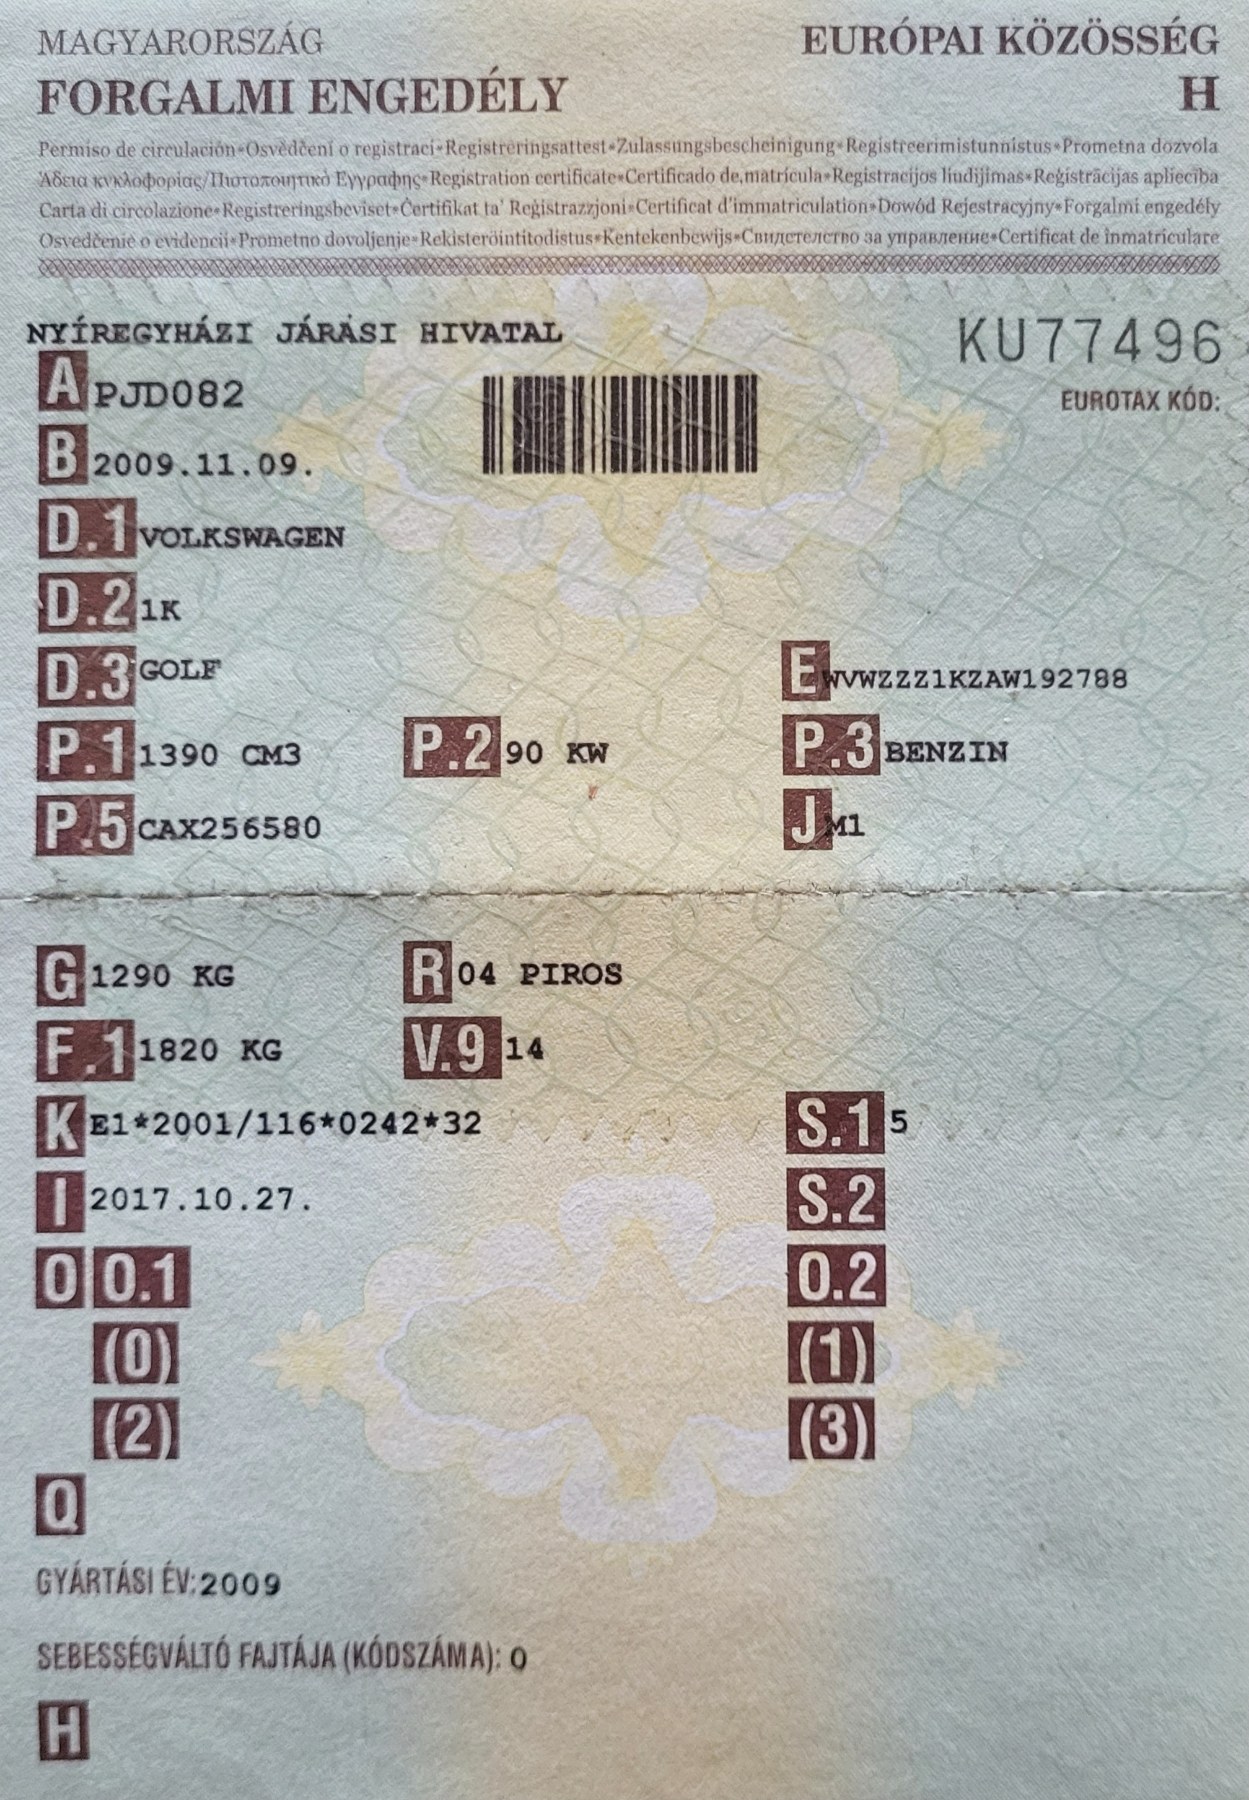 MAGYARORSZÁG EURÓPAI KÖZÖSSÉG
FORGALMI ENGEDÉLY H
Permiso de circulación•Osvědčení o registraci•Registreringsattest•Zulassungsbescheinigung•Registreerimistunnistus•Prometna dozvola
Άδεια κυκλοφορίας/Πιστοποιητικό Εγγραφης•Registration certificate•Certificado de matrícula•Registracijos liudijimas•Reģistrācijas apliecība
Carta di circolazione•Registreringsbeviset•Ċertifikat ta' Reġistrazzjoni•Certificat d'immatriculation•Dowód Rejestracyjny•Forgalmi engedély
Osvedčenie o evidencii•Prometno dovoljenje•Rekisteröintitodistus•Kentekenbewijs•Свидетелство за управление•Certificat de înmatriculare
NYÍREGYHÁZI JÁRÁSI HIVATAL KU77496
A PJD082 EUROTAX KÓD:
B 2009.11.09.
D.1 VOLKSWAGEN
D.2 1K
D.3 GOLF E WVWZZZ1KZAW192788
P.1 1390 CM3 P.2 90 KW P.3 BENZIN
P.5 CAX256580 J M1
G 1290 KG R 04 PIROS
F.1 1820 KG V.9 14
K E1*2001/116*0242*32 S.1 5
I 2017.10.27. S.2
O O.1 O.2
(0) (1)
(2) (3)
Q
GYÁRTÁSI ÉV: 2009
SEBESSÉGVÁLTÓ FAJTÁJA (KÓDSZÁMA): 0
H